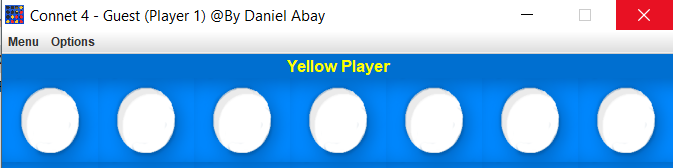 Connet 4 - Guest (Player 1) @By Daniel Abay
Menu Options
Yellow Player